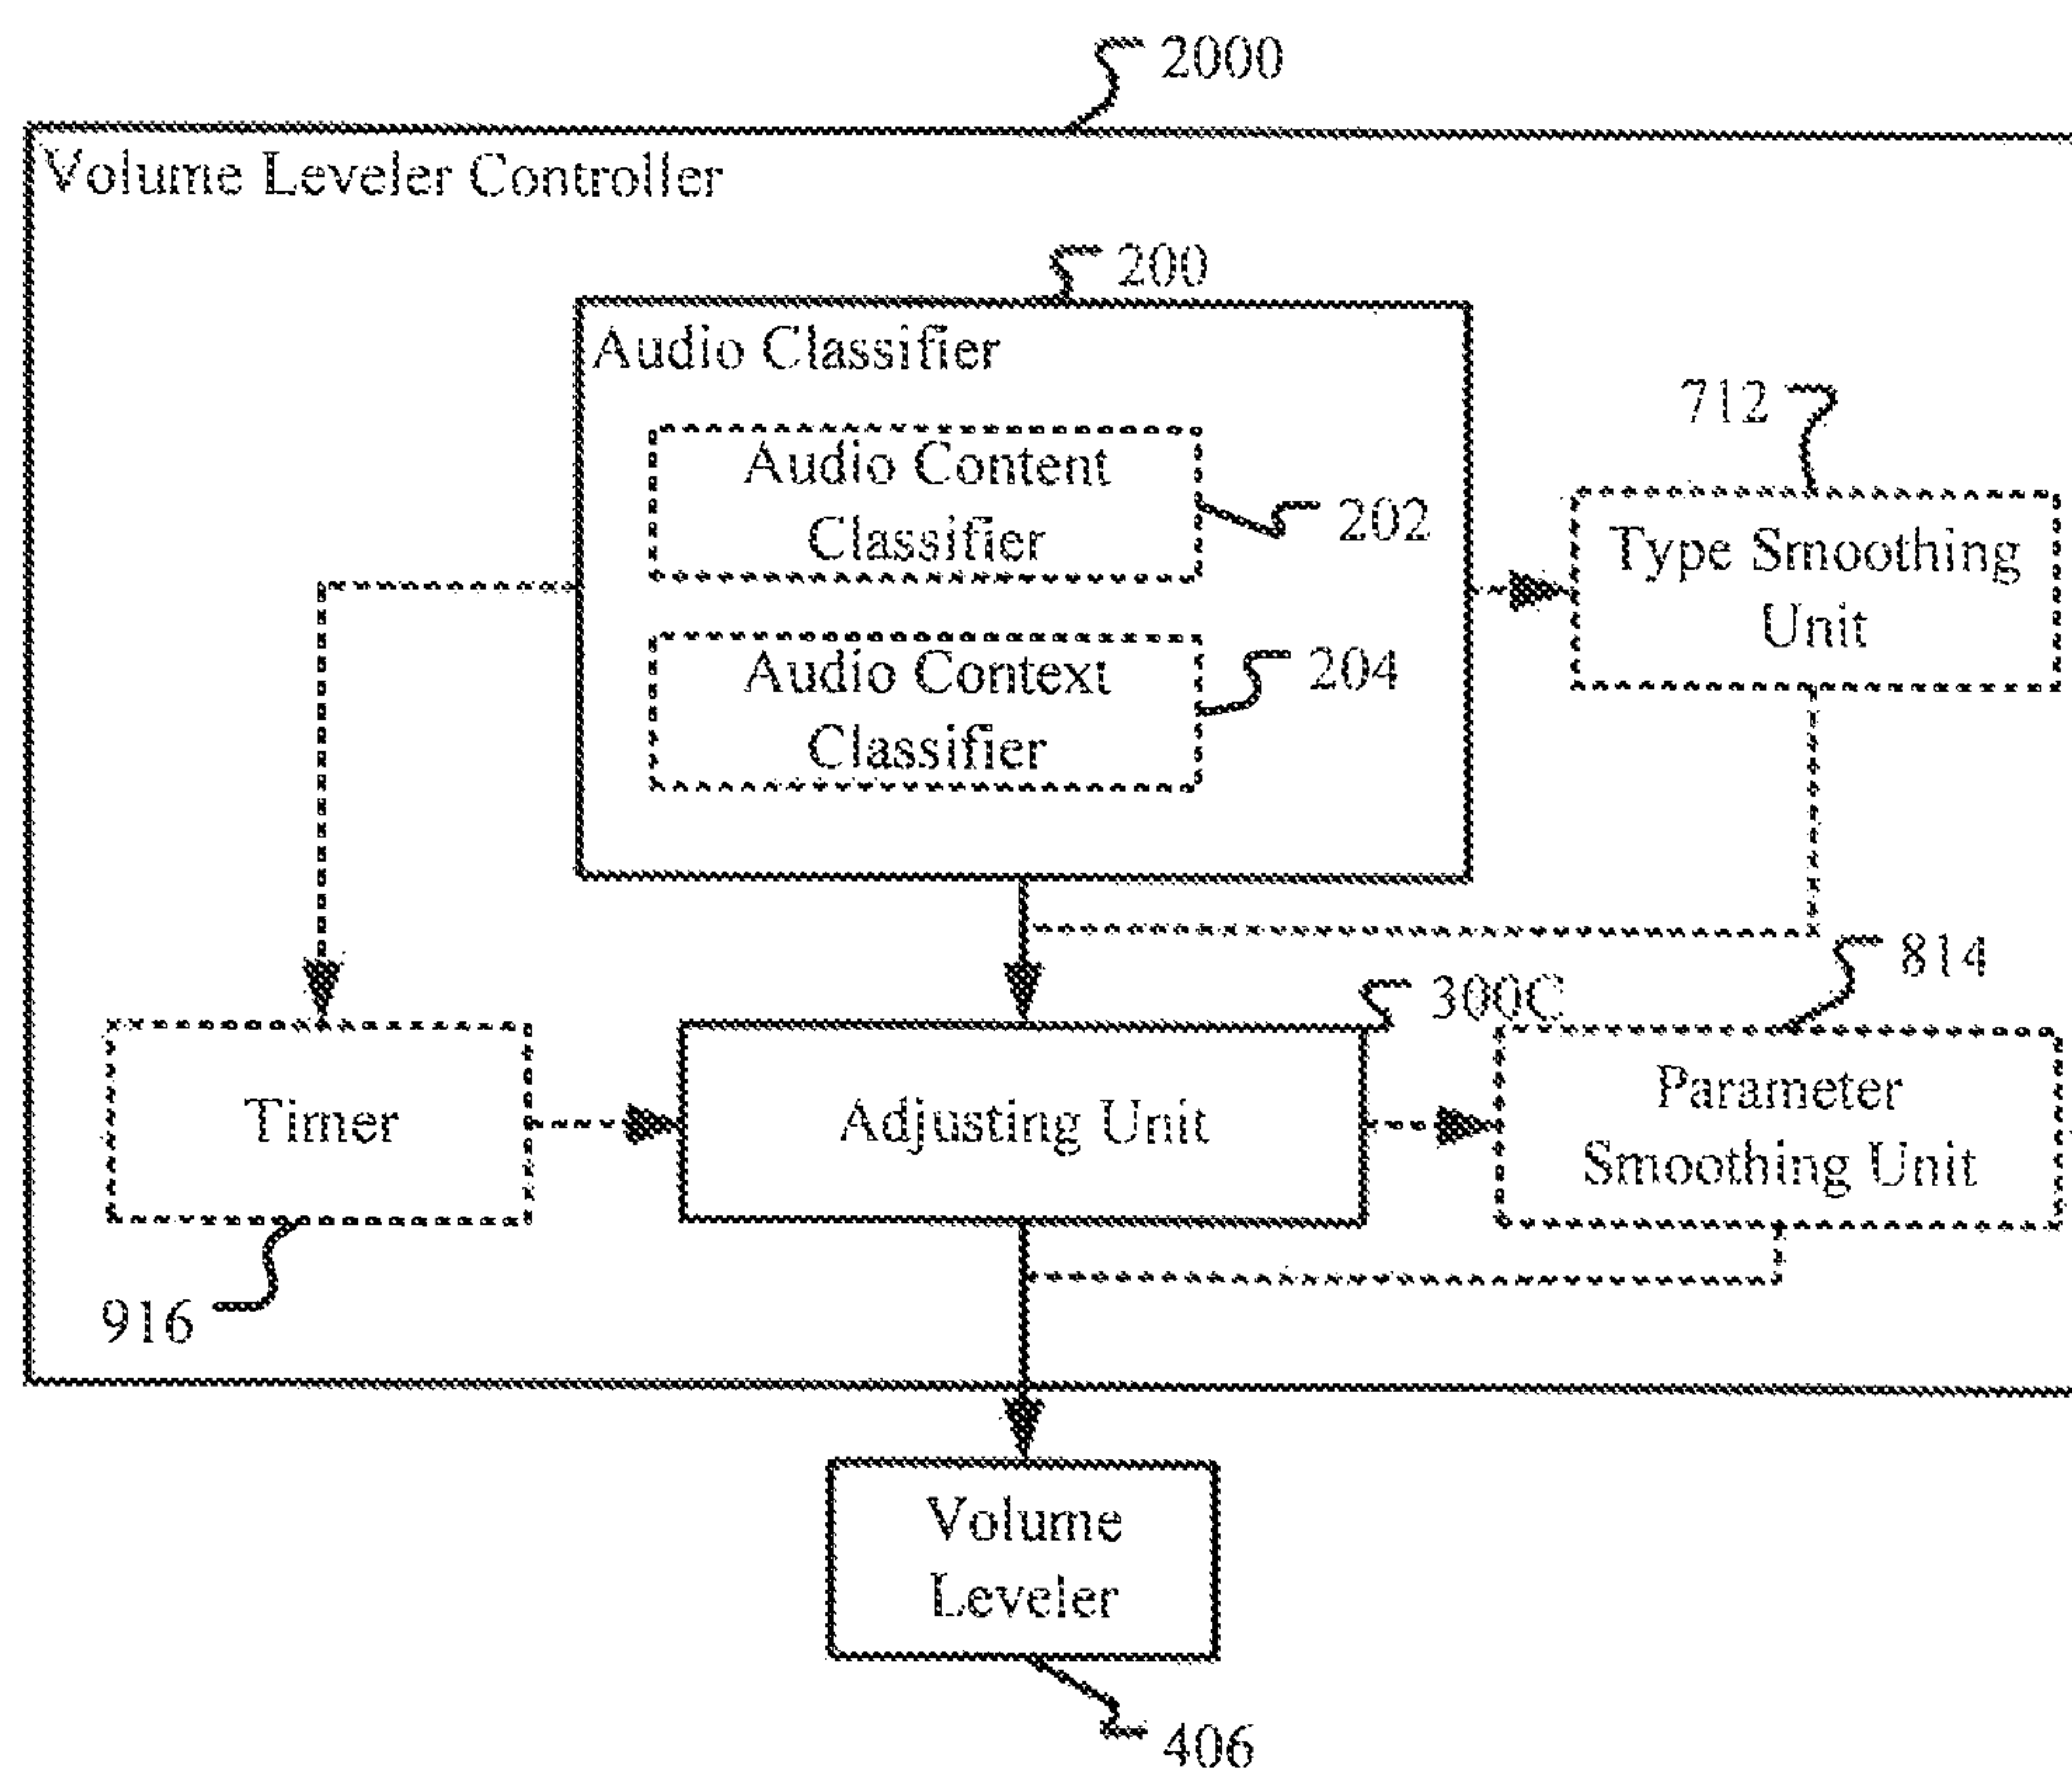 2000
Volume Leveler Controller
200
Audio Classifier
712
Audio Content
Classifier
202
Type Smoothing
Unit
Audio Context
Classifier
204
814
300C
Timer
Adjusting Unit
Parameter
Smoothing Unit
916
Volume
Leveler
406